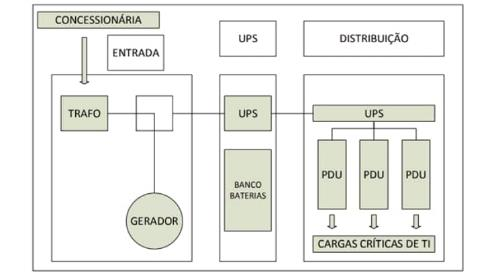 CONCESSIONÁRIA
ENTRADA
UPS
DISTRIBUIÇÃO
TRAFO
UPS
UPS
BANCO
BATERIAS
PDU
PDU
PDU
GERADOR
CARGAS CRÍTICAS DE TI